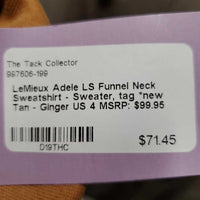 The Tack Collector
997606-199
LeMieux Adele LS Funnel Neck
Sweatshirt - Sweater, tag *new
Tan - Ginger US 4 MSRP: $99.95
$71.45
D19THC